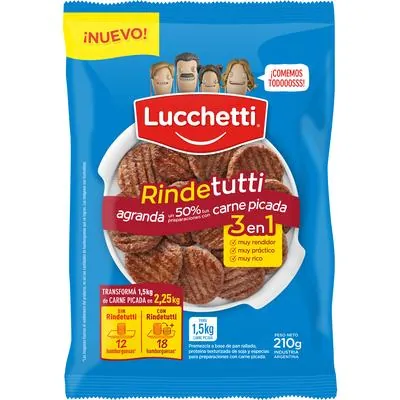 ¡NUEVO!
¡COMEMOS
TODOOOSSS!
Lucchetti
Rindetutti
agrandá un 50% tus preparaciones con carne picada
3 en 1
muy rendidor
muy práctico
muy rico
TRANSFORMÁ 1,5kg
de CARNE PICADA en 2,25kg
SIN
Rindetutti
12
hamburguesas*
CON
Rindetutti
18
hamburguesas*
PARA
1,5kg
CARNE PICADA
Premezcla a base de pan rallado,
proteína texturizada de soja y especias
para preparaciones con carne picada.
PESO NETO
210g
INDUSTRIA
ARGENTINA